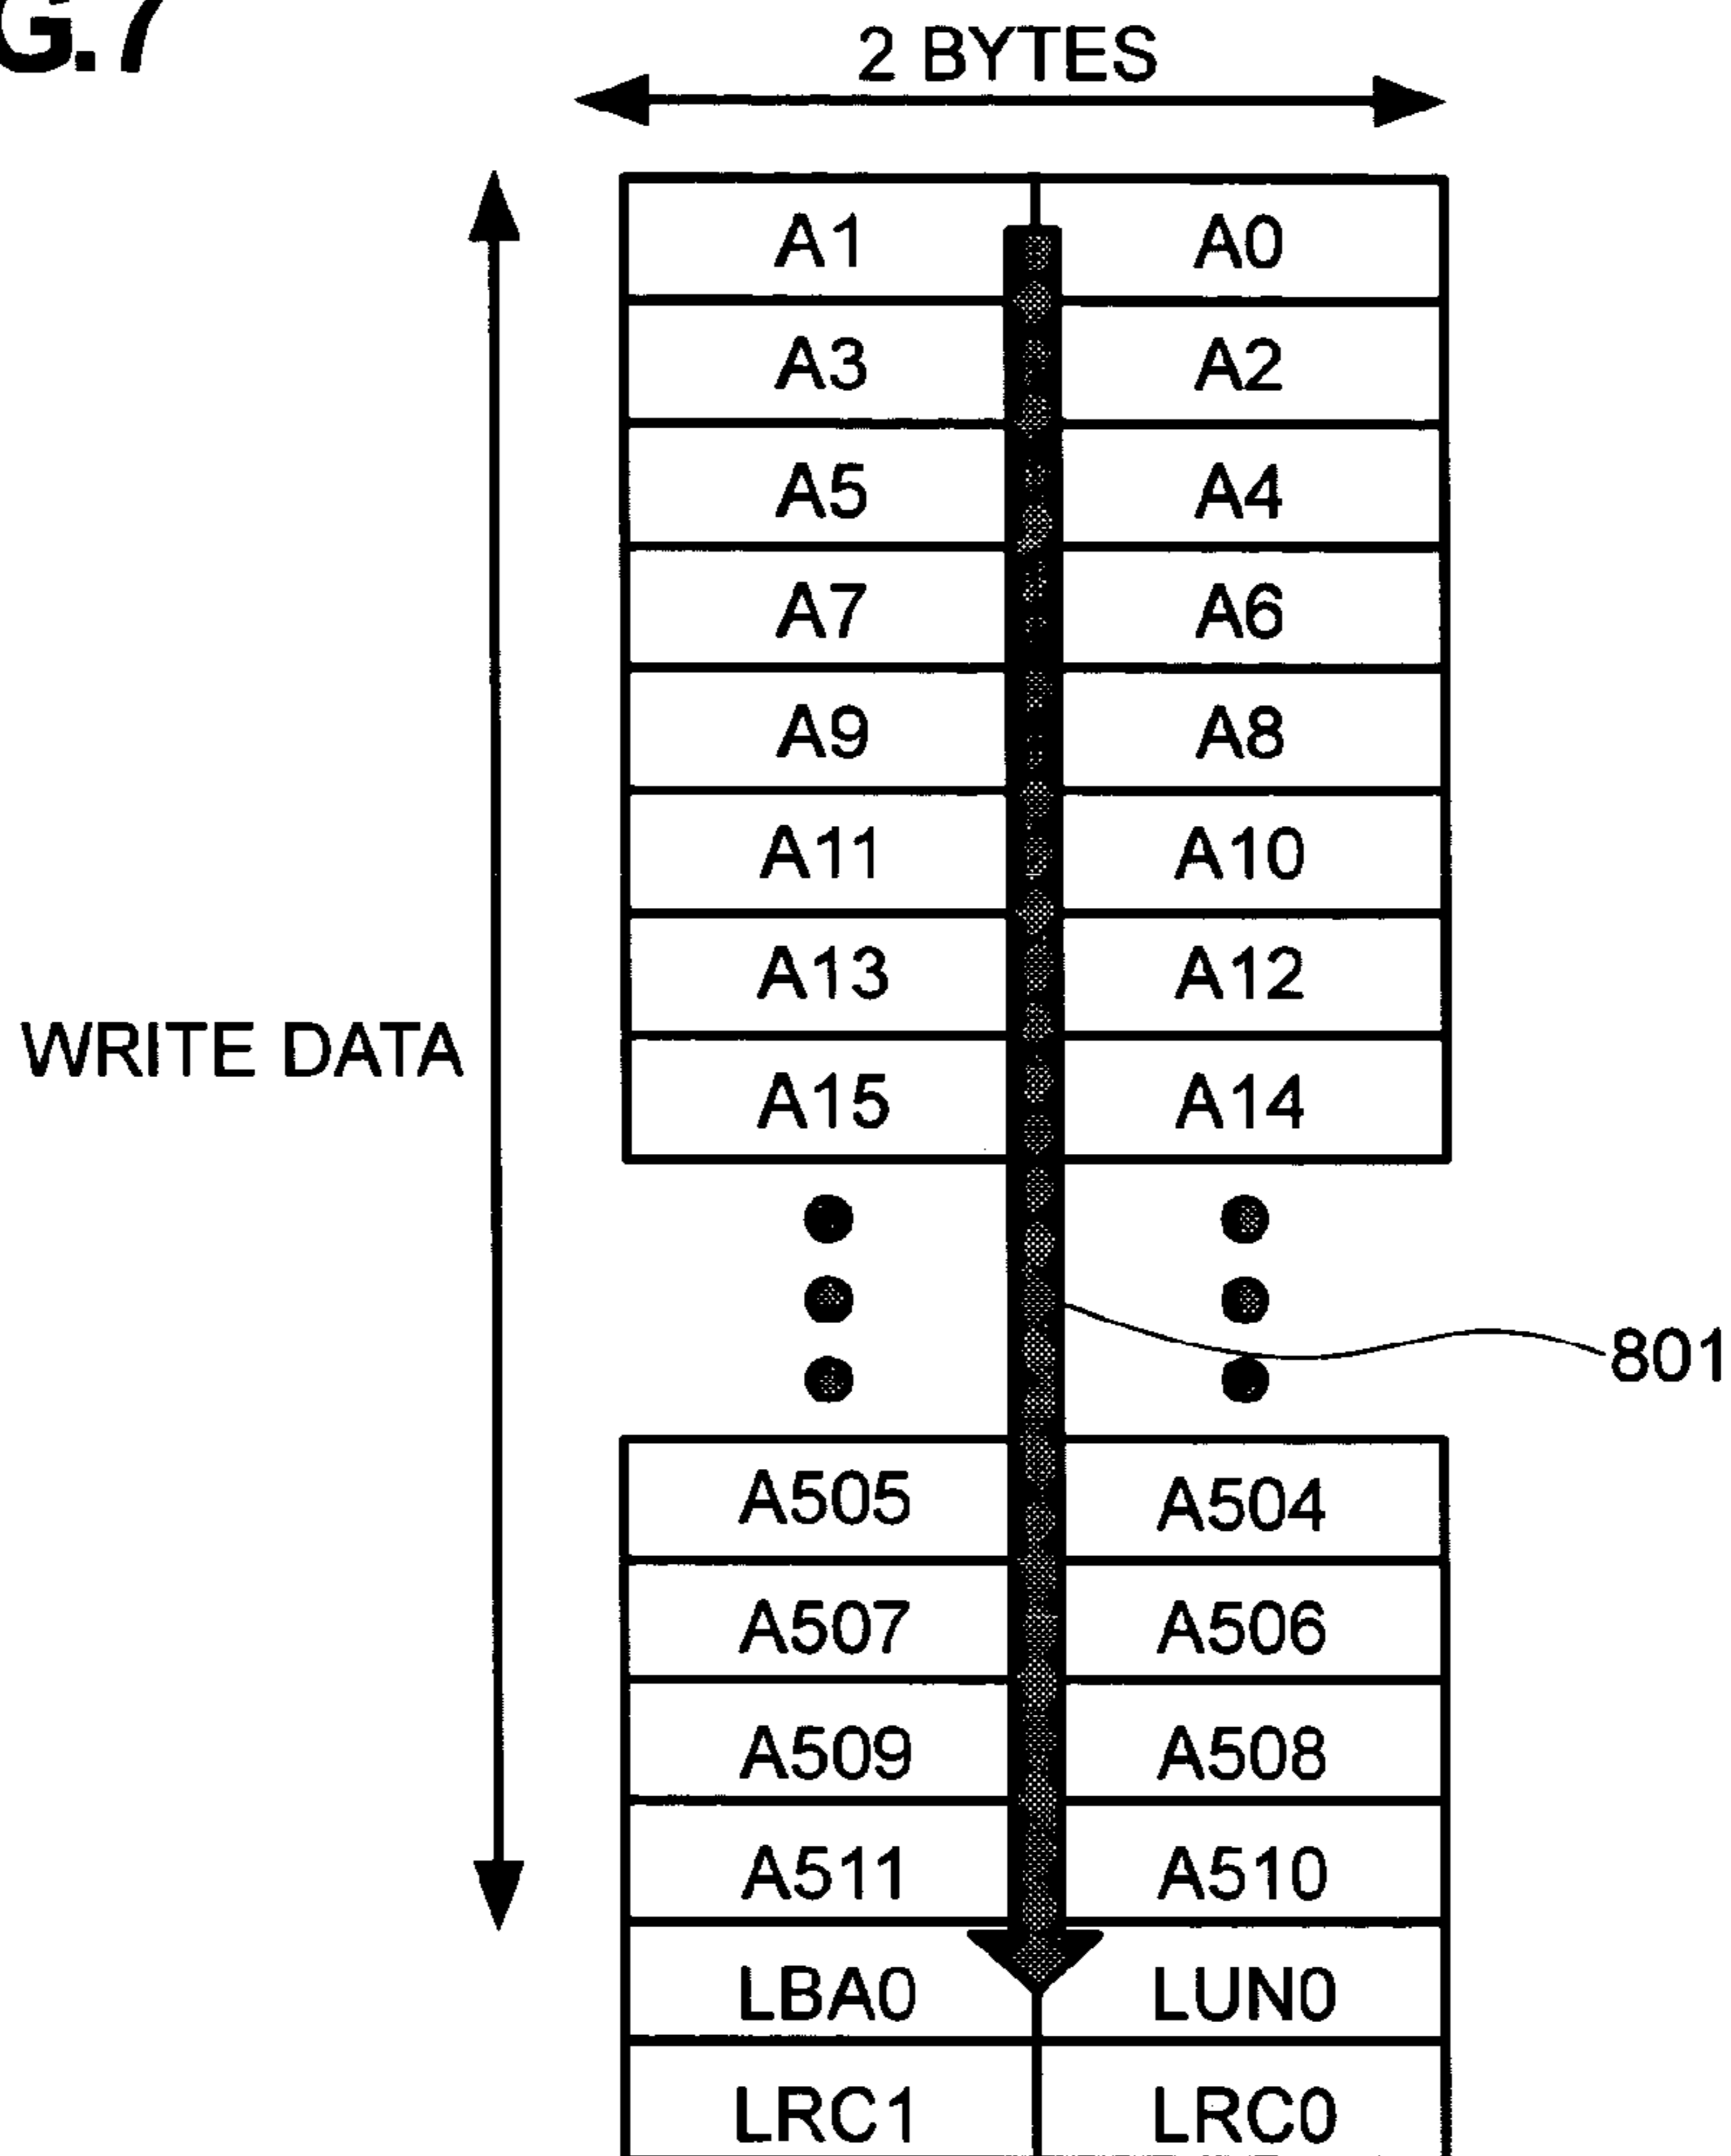 G.7
2 BYTES
A1 A0
A3 A2
A5 A4
A7 A6
A9 A8
A11 A10
A13 A12
WRITE DATA
A15 A14
801
A505 A504
A507 A506
A509 A508
A511 A510
LBA0 LUN0
LRC1 LRC0